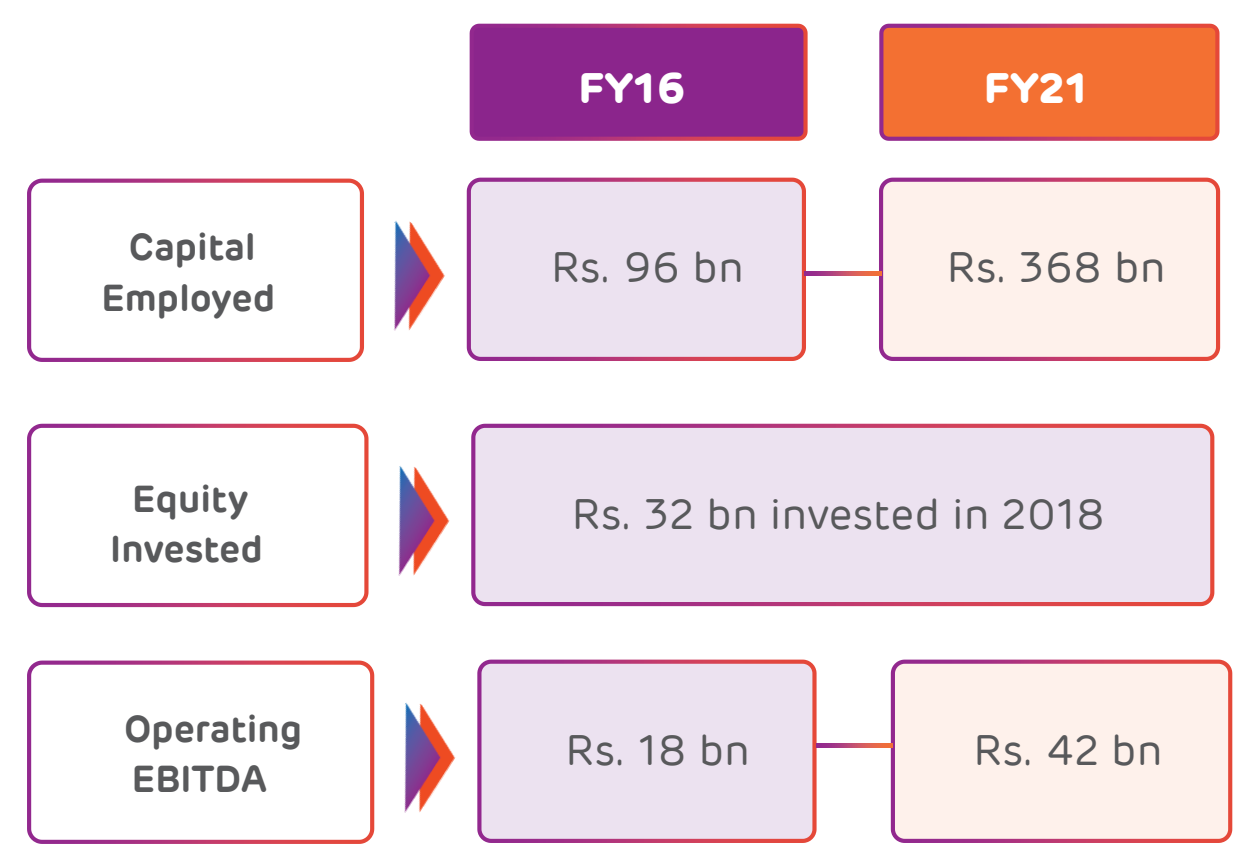 FY16 FY21
Capital
Employed
Rs. 96 bn Rs. 368 bn
Equity
Invested
Rs. 32 bn invested in 2018
Operating
EBITDA
Rs. 18 bn Rs. 42 bn